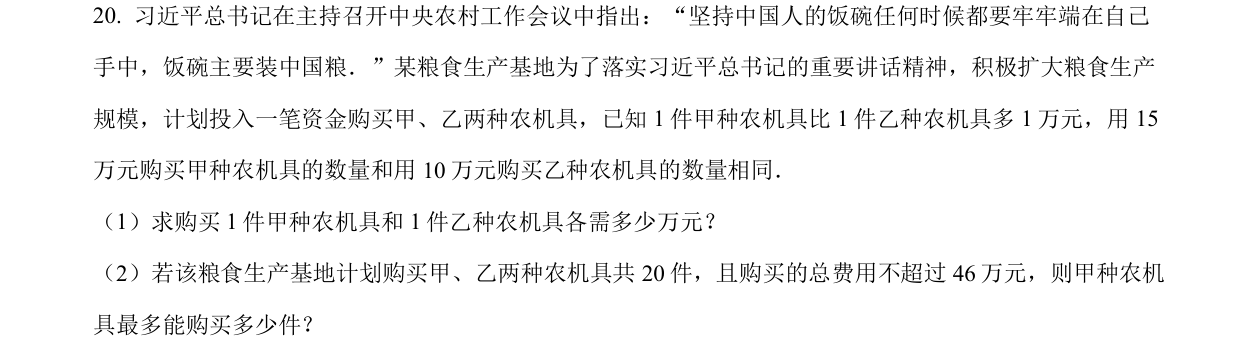 20. 习近平总书记在主持召开中央农村工作会议中指出：“坚持中国人的饭碗任何时候都要牢牢端在自己
手中，饭碗主要装中国粮．”某粮食生产基地为了落实习近平总书记的重要讲话精神，积极扩大粮食生产
规模，计划投入一笔资金购买甲、乙两种农机具，已知 1 件甲种农机具比 1 件乙种农机具多 1 万元，用 15
万元购买甲种农机具的数量和用 10 万元购买乙种农机具的数量相同．
（1）求购买 1 件甲种农机具和 1 件乙种农机具各需多少万元？
（2）若该粮食生产基地计划购买甲、乙两种农机具共 20 件，且购买的总费用不超过 46 万元，则甲种农机
具最多能购买多少件？